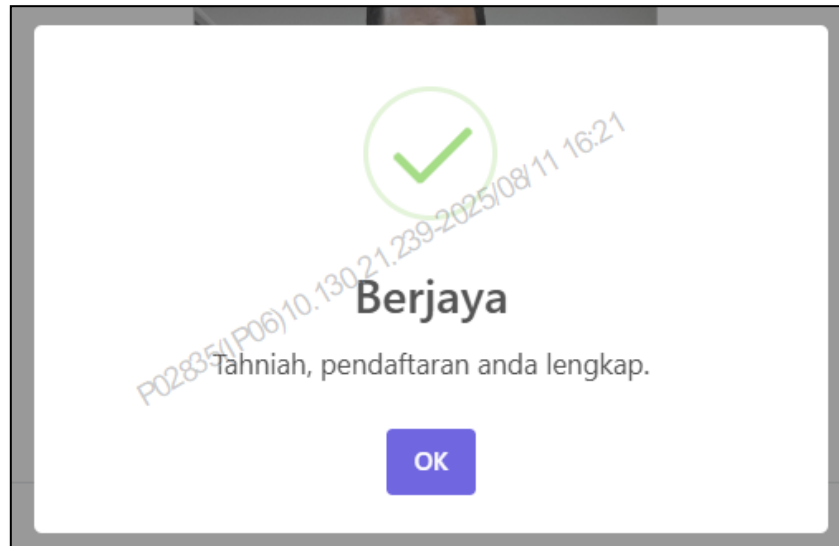 P02835(IP06)10.130.21.239-2025/08/11 16:21
Berjaya
Tahniah, pendaftaran anda lengkap.
OK